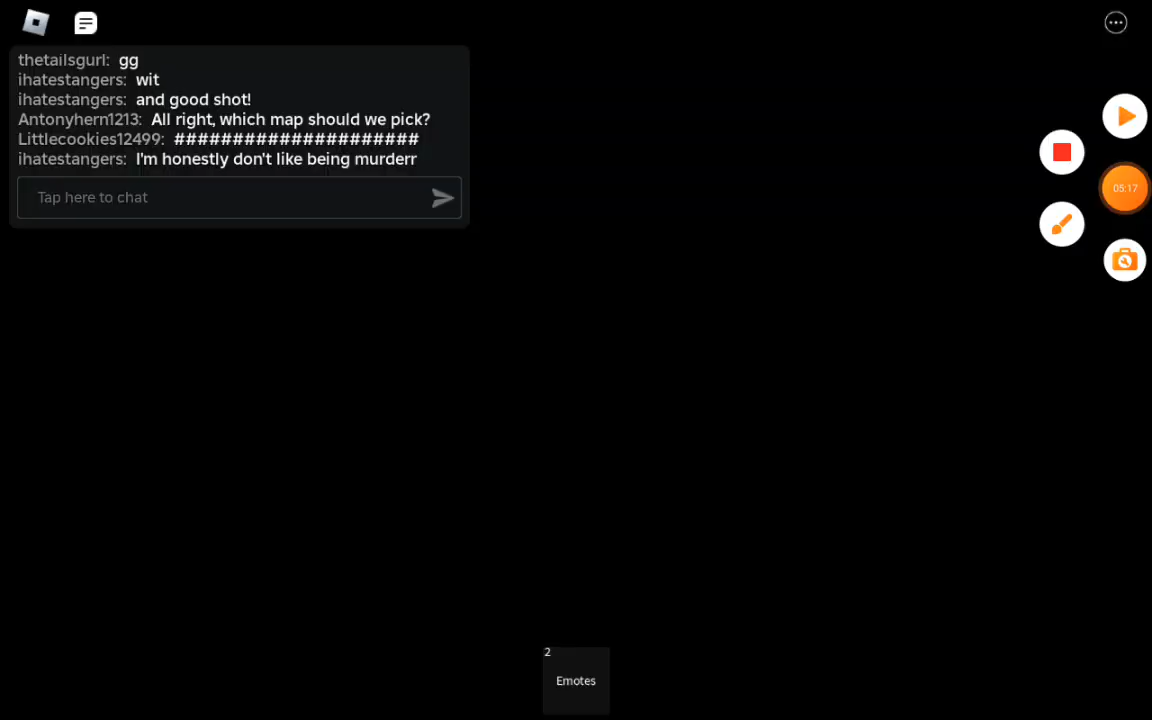 thetailsgurl: gg
ihatestangers: wit
ihatestangers: and good shot!
Antonyhern1213: All right, which map should we pick?
Littlecookies12499: #####################
ihatestangers: I'm honestly don't like being murderr
Tap here to chat
05:17
2
Emotes